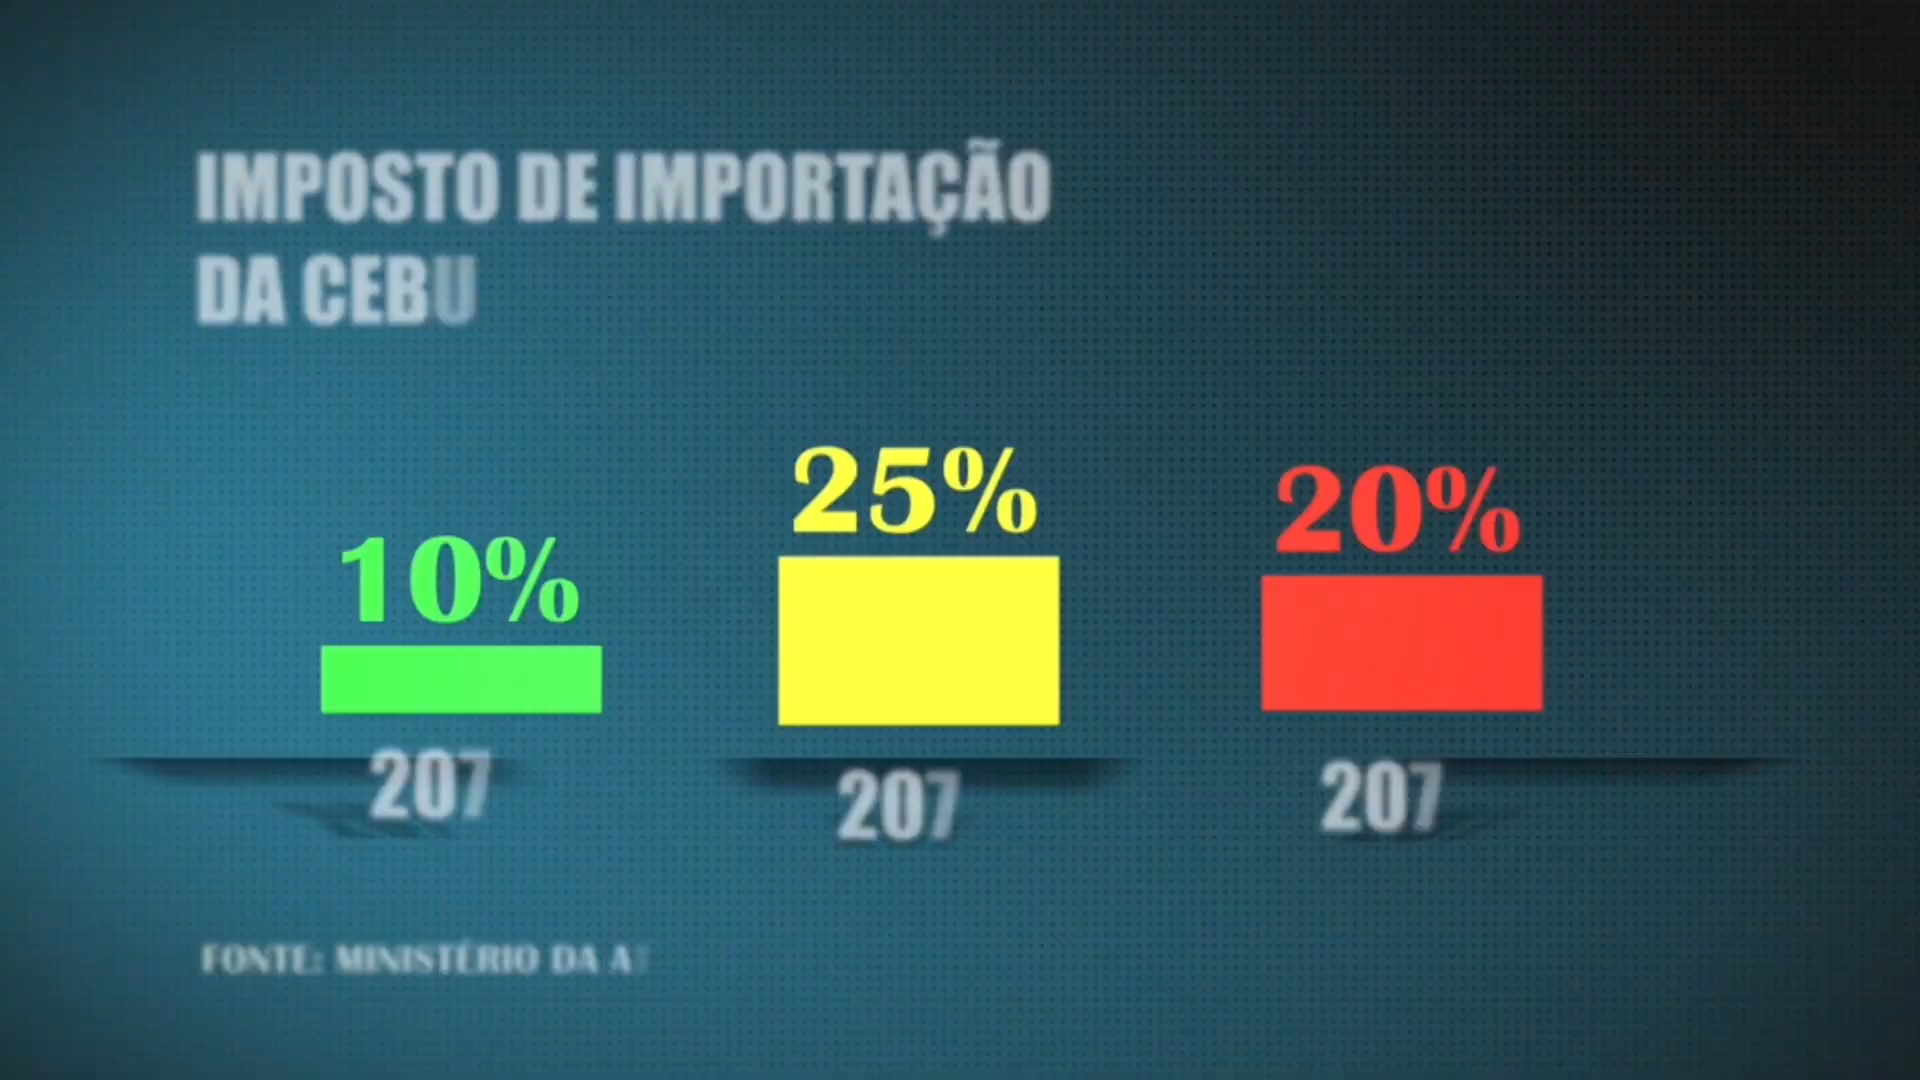 IMPOSTO DE IMPORTAÇÃO
DA CEBU
10%
25%
20%
207
207
207
FONTE: MINISTÉRIO DA A